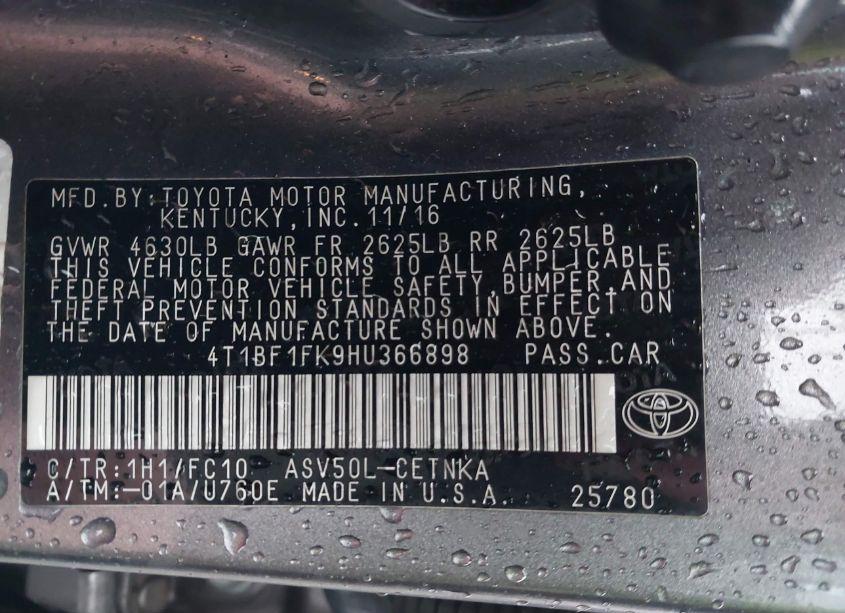 MFD. BY: TOYOTA MOTOR MANUFACTURING,
KENTUCKY, INC. 11/16
GVWR 4630LB GAWR FR 2625LB RR 2625LB
THIS VEHICLE CONFORMS TO ALL APPLICABLE
FEDERAL MOTOR VEHICLE SAFETY, BUMPER, AND
THEFT PREVENTION STANDARDS IN EFFECT ON
THE DATE OF MANUFACTURE SHOWN ABOVE.
4T1BF1FK9HU366898 PASS. CAR
C/TR: 1H1/FC10 ASV50L-CETNKA
A/TM: -01A/U760E MADE IN U.S.A. 25780